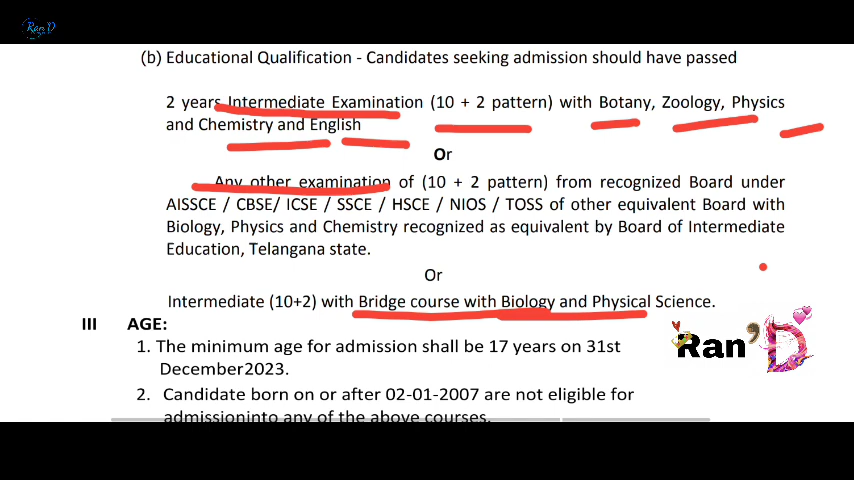 Ran'D
(b) Educational Qualification - Candidates seeking admission should have passed
2 years Intermediate Examination (10 + 2 pattern) with Botany, Zoology, Physics
and Chemistry and English
Or
Any other examination of (10 + 2 pattern) from recognized Board under
AISSCE / CBSE/ ICSE / SSCE / HSCE / NIOS / TOSS of other equivalent Board with
Biology, Physics and Chemistry recognized as equivalent by Board of Intermediate
Education, Telangana state.
Or
Intermediate (10+2) with Bridge course with Biology and Physical Science.
III AGE:
1. The minimum age for admission shall be 17 years on 31st
December2023.
2. Candidate born on or after 02-01-2007 are not eligible for
admissioninto any of the above courses.
Ran'D